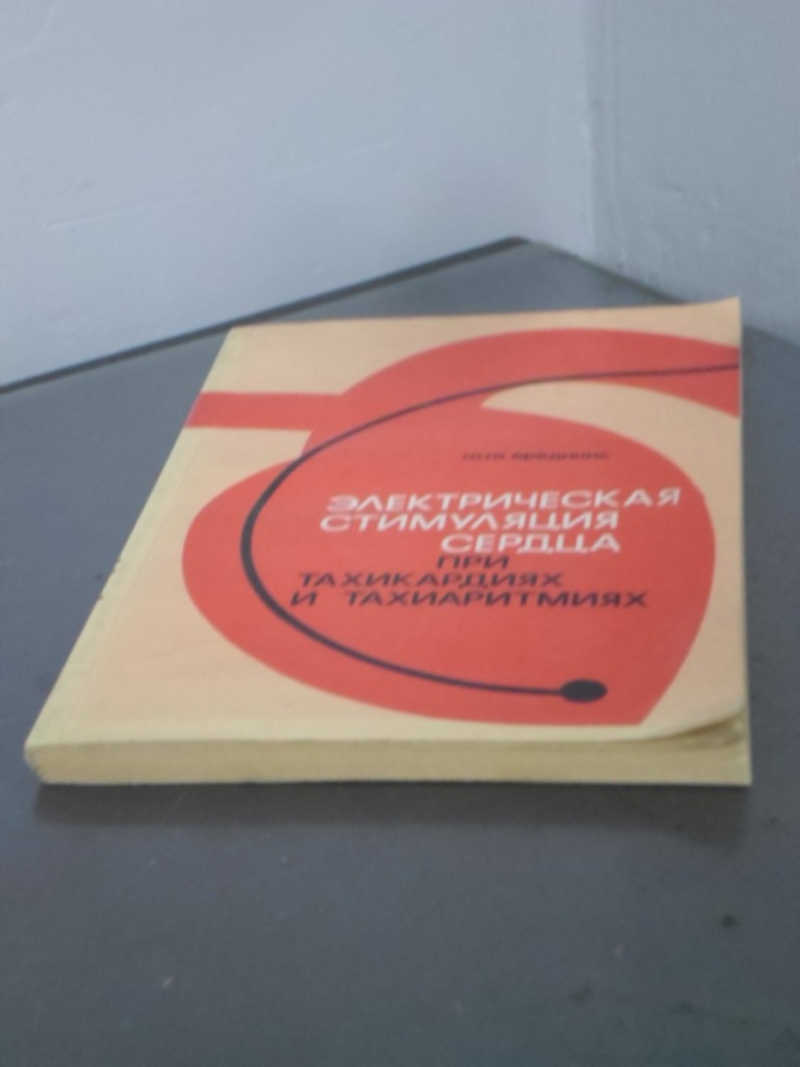 ЭЛЕКТРИЧЕСКАЯ
СТИМУЛЯЦИЯ
СЕРДЦА
ПРИ
ТАХИКАРДИЯХ
И ТАХИАРИТМИЯХ